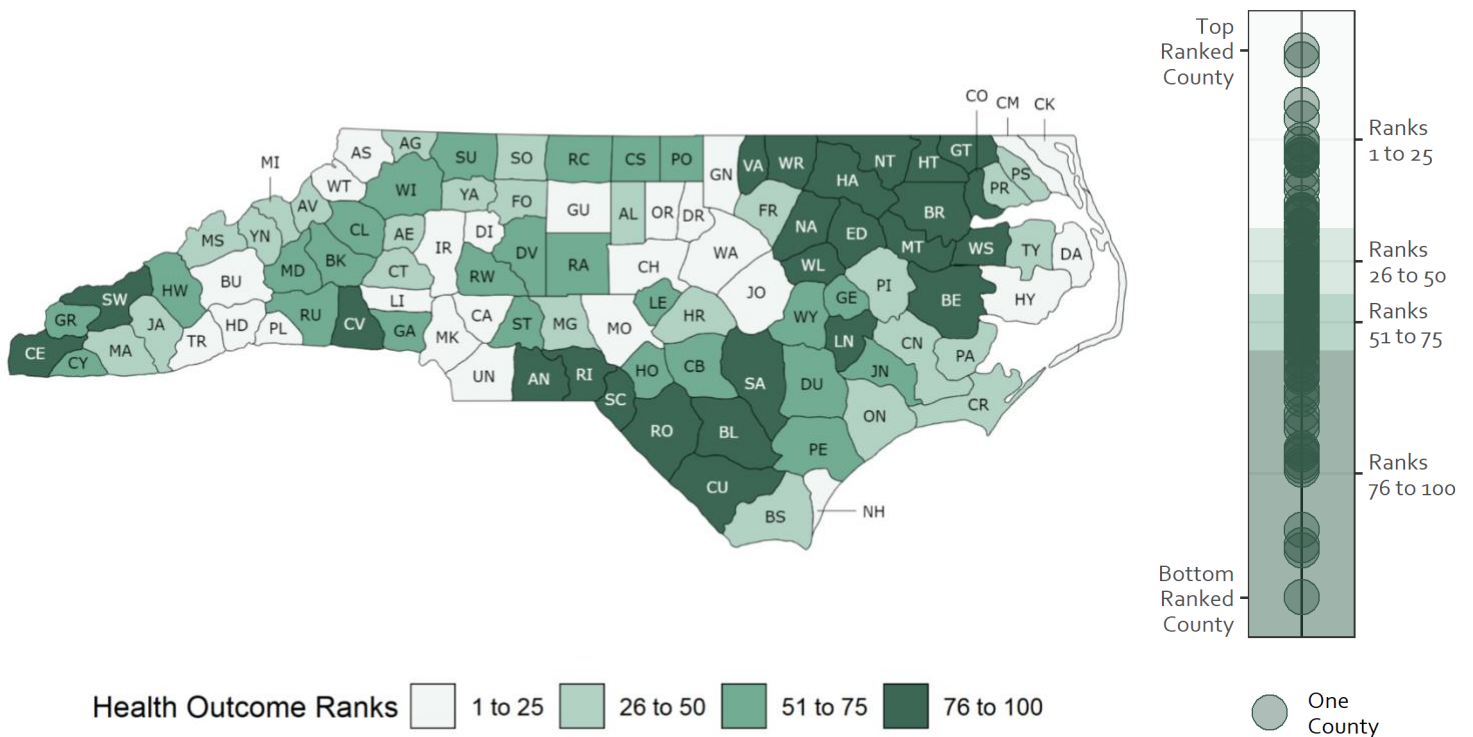 CO
CM
CK
Top
Ranked
County
MI
AS
AG
SU
SO
RC
CS
PO
GN
VA
WR
HA
NT
HT
GT
Ranks
1 to 25
WT
WI
YA
FO
GU
AL
OR
DR
FR
PR
PS
AV
CL
AE
IR
DI
DV
NA
ED
BR
MS
YN
MD
BK
CT
RW
RA
CH
WA
WL
MT
WS
TY
DA
Ranks
26 to 50
SW
HW
BU
LI
CA
LE
JO
GE
PI
BE
HY
GR
JA
HD
PL
RU
CV
GA
MK
ST
MG
MO
HR
WY
Ranks
51 to 75
CE
CY
MA
TR
UN
AN
RI
HO
CB
LN
CN
PA
SC
SA
DU
JN
CR
RO
BL
PE
ON
Ranks
76 to 100
CU
BS
NH
Bottom
Ranked
County
Health Outcome Ranks
1 to 25
26 to 50
51 to 75
76 to 100
One
County